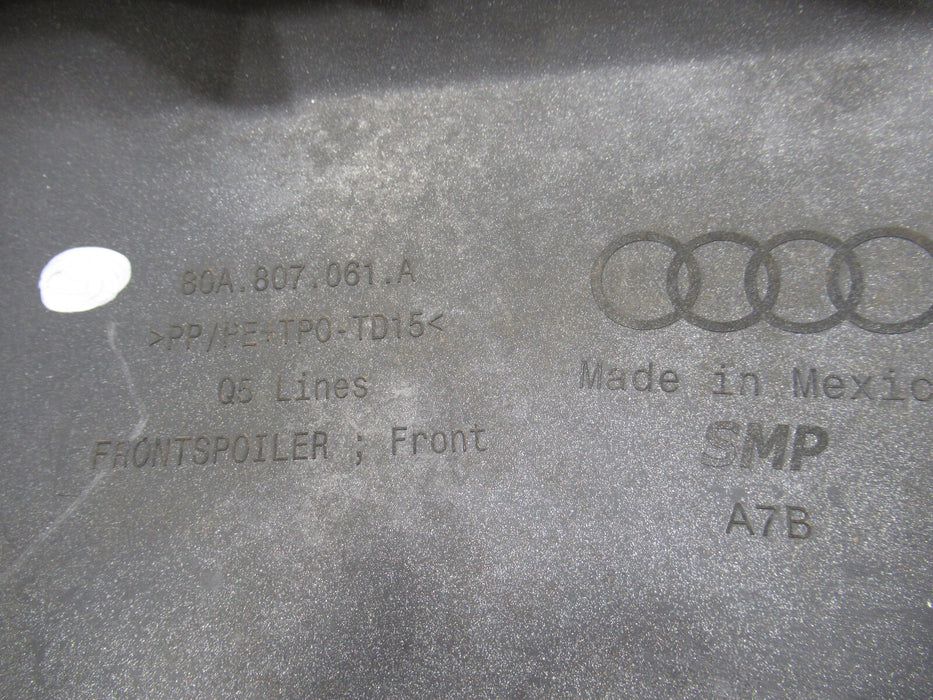 80A.807.061.A
>PP/PE+TPO-TD15<
Q5 Lines
FRONTSPOILER ; Front
Made in Mexic
SMP
A7B